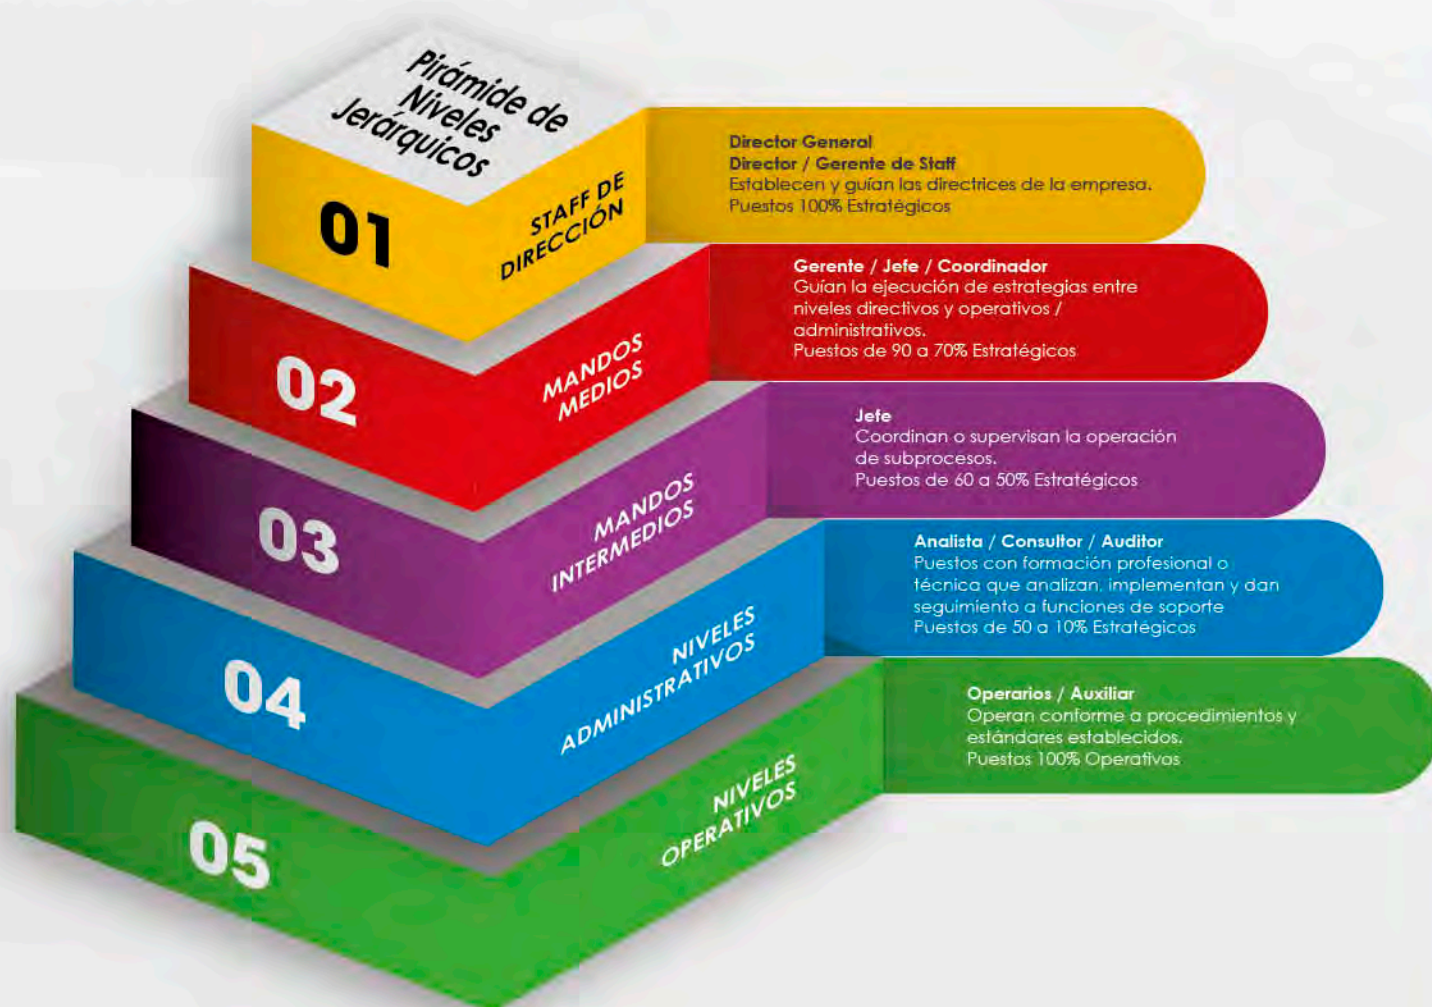 Pirámide de
Niveles
Jerárquicos
01
STAFF DE
DIRECCIÓN
Director General
Director / Gerente de Staff
Establecen y guían las directrices de la empresa.
Puestos 100% Estratégicos
02
MANDOS
MEDIOS
Gerente / Jefe / Coordinador
Guían la ejecución de estrategias entre
niveles directivos y operativos /
administrativos.
Puestos de 90 a 70% Estratégicos
03
MANDOS
INTERMEDIOS
Jefe
Coordinan o supervisan la operación
de subprocesos.
Puestos de 60 a 50% Estratégicos
04
NIVELES
ADMINISTRATIVOS
Analista / Consultor / Auditor
Puestos con formación profesional o
técnica que analizan, implementan y dan
seguimiento a funciones de soporte
Puestos de 50 a 10% Estratégicos
05
NIVELES
OPERATIVOS
Operarios / Auxiliar
Operan conforme a procedimientos y
estándares establecidos.
Puestos 100% Operativos